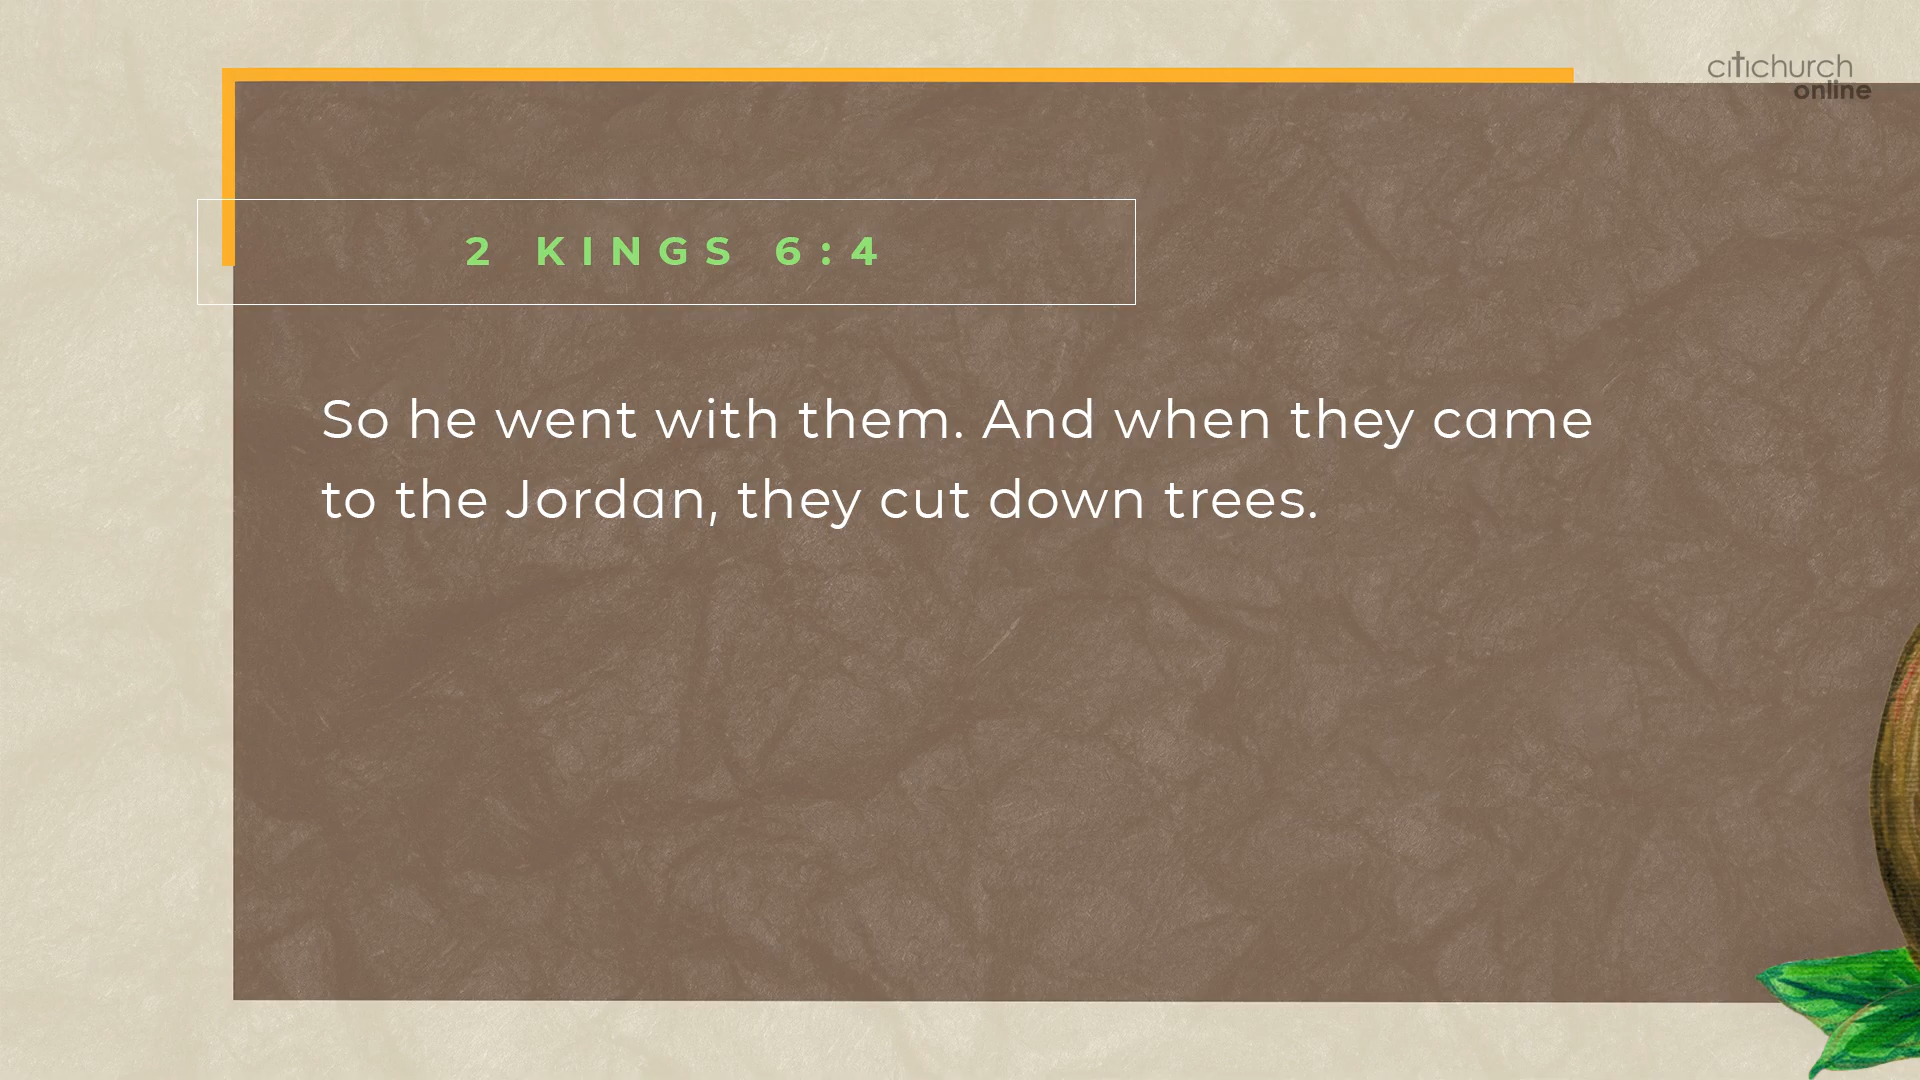 citichurch
online
2 KINGS 6:4
So he went with them. And when they came
to the Jordan, they cut down trees.